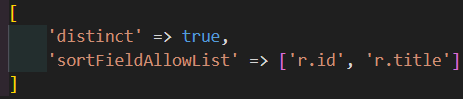 [
    'distinct' => true,
    'sortFieldAllowList' => ['r.id', 'r.title']
]